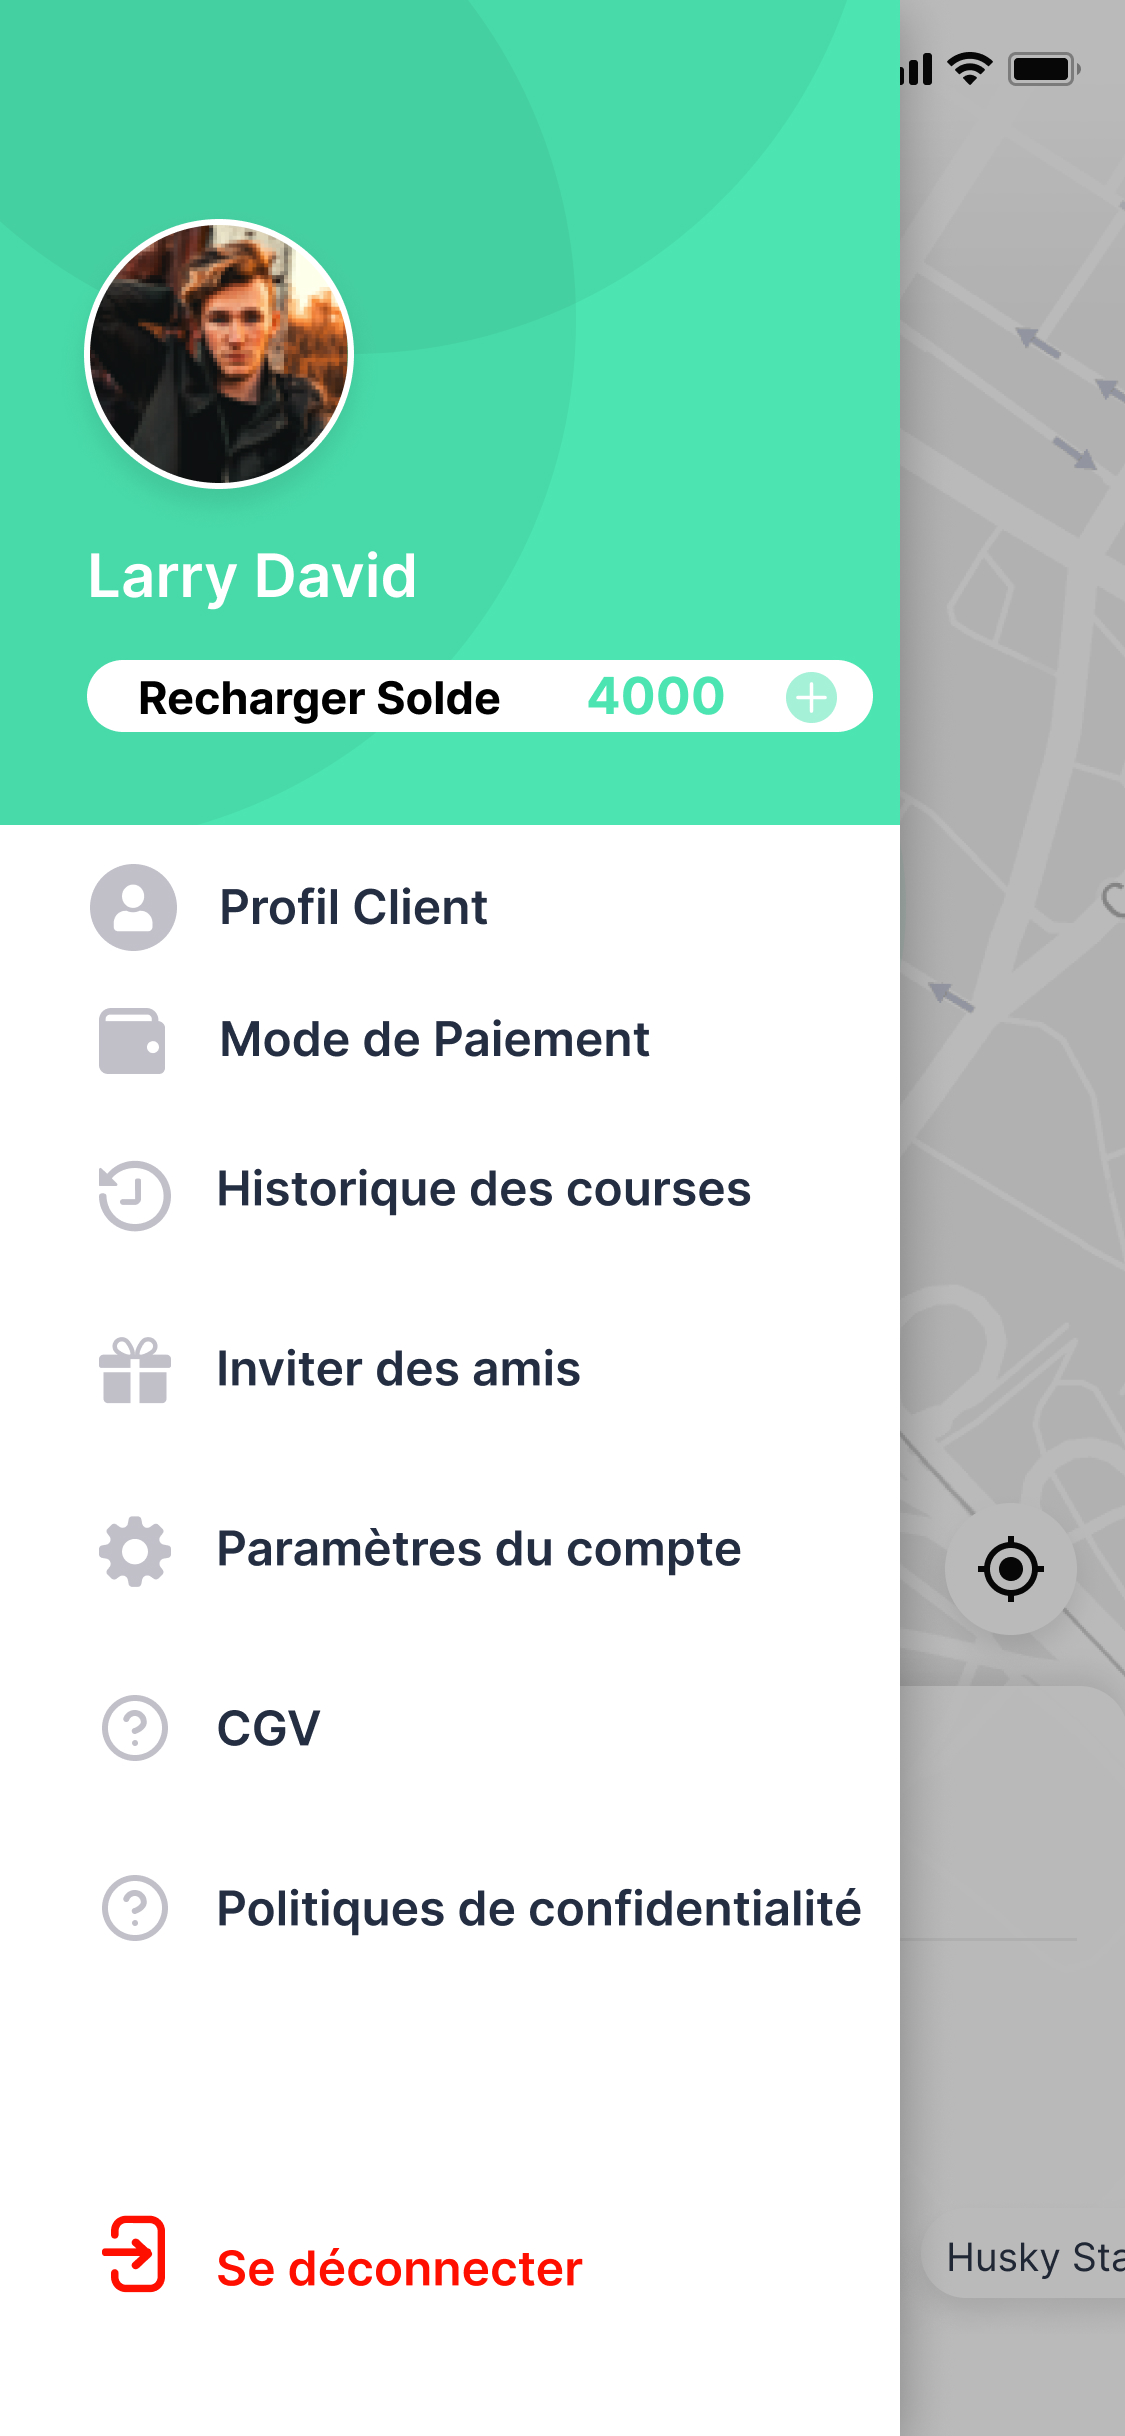 Larry David
Recharger Solde 4000
Profil Client
Mode de Paiement
Historique des courses
Inviter des amis
Paramètres du compte
CGV
Politiques de confidentialité
Husky Sta
Se déconnecter